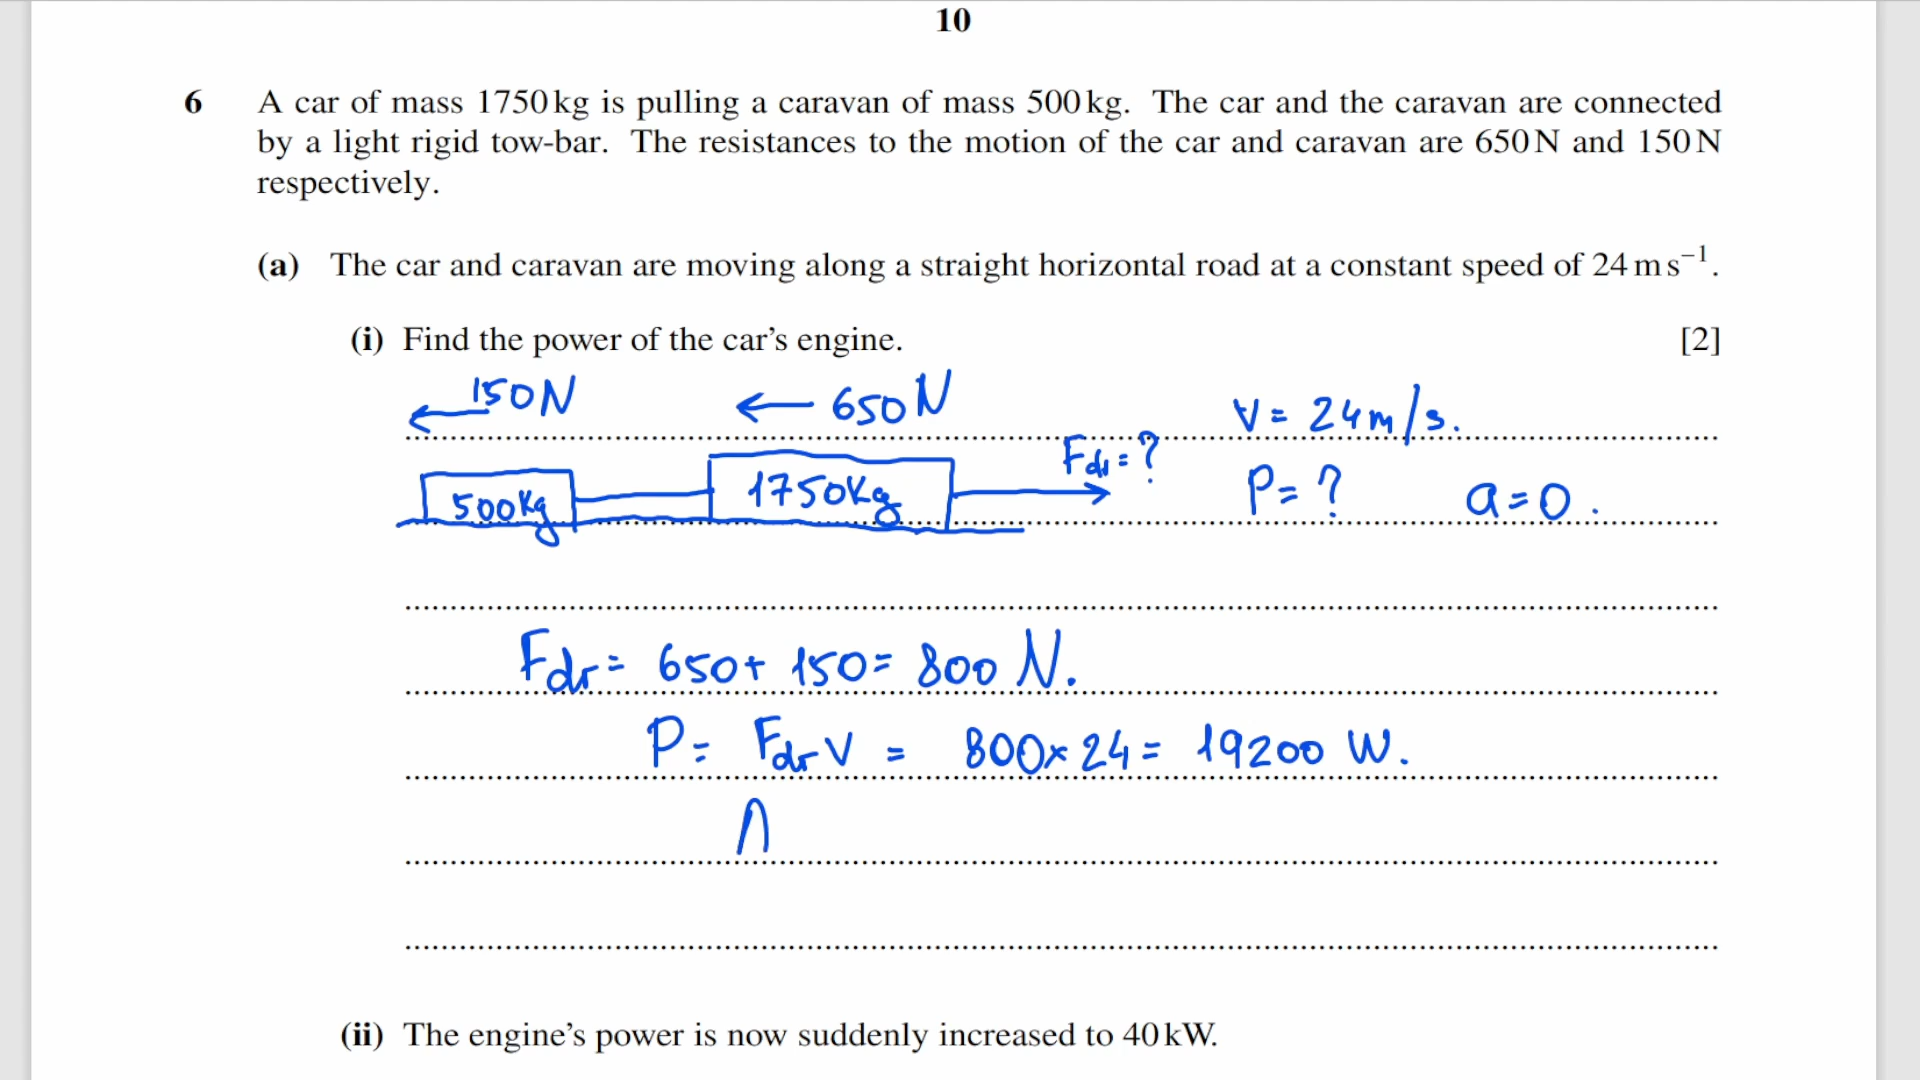 10
6 A car of mass 1750 kg is pulling a caravan of mass 500 kg. The car and the caravan are connected
by a light rigid tow-bar. The resistances to the motion of the car and caravan are 650 N and 150 N
respectively.
(a) The car and caravan are moving along a straight horizontal road at a constant speed of 24 m s⁻¹.
(i) Find the power of the car’s engine. [2]
150N ← 650N V = 24m/s.
Fdr = ?
500kg 1750kg P = ? a = 0.
Fdr = 650 + 150 = 800 N.
P = Fdr V = 800 × 24 = 19200 W.
(ii) The engine’s power is now suddenly increased to 40 kW.